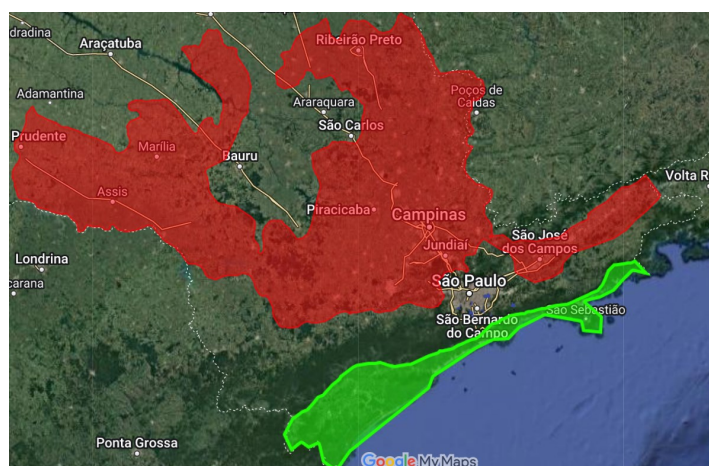 dradina
Araçatuba
Ribeirão Preto
Adamantina
Araraquara
Poços de
Caldas
São Carlos
Prudente
Marília
Bauru
Volta R
Assis
Piracicaba
Campinas
São José
dos Campos
Jundiaí
Londrina
carana
São Paulo
São Bernardo
do Campo
São Sebastião
Ponta Grossa
Google My Maps